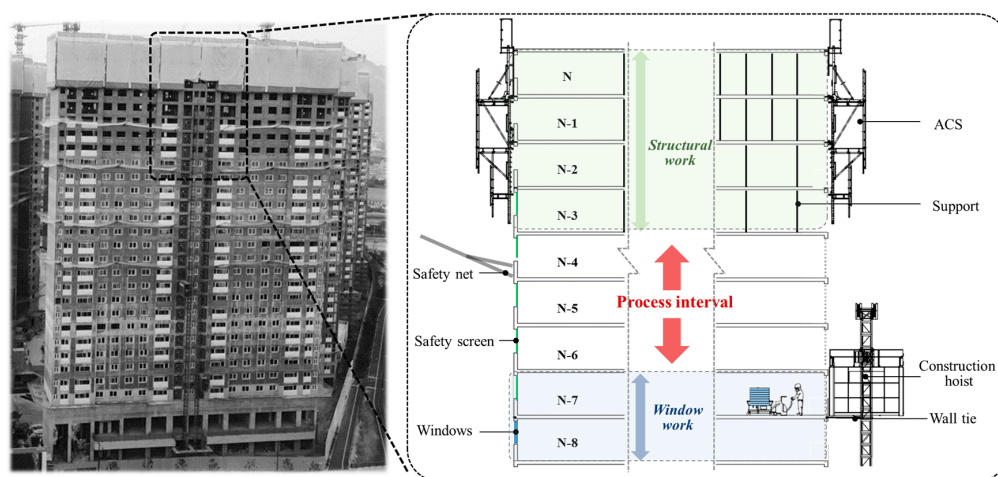 N
N-1
ACS
Structural
work
N-2
Support
N-3
N-4
Safety net
Process interval
N-5
Safety screen
N-6
Construction
hoist
N-7
Window
work
Wall tie
Windows
N-8